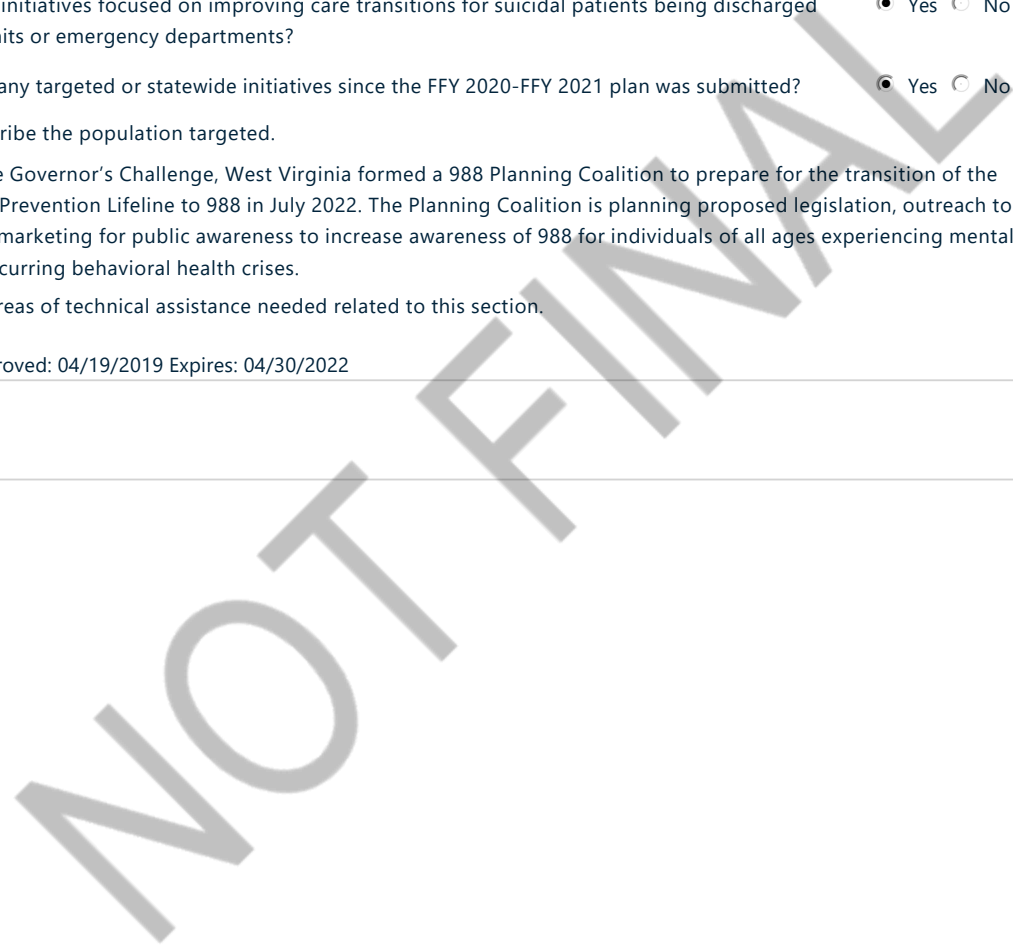 initiatives focused on improving care transitions for suicidal patients being discharged Yes No
its or emergency departments?
any targeted or statewide initiatives since the FFY 2020-FFY 2021 plan was submitted? Yes No
ribe the population targeted.
e Governor's Challenge, West Virginia formed a 988 Planning Coalition to prepare for the transition of the
Prevention Lifeline to 988 in July 2022. The Planning Coalition is planning proposed legislation, outreach to
marketing for public awareness to increase awareness of 988 for individuals of all ages experiencing mental
curring behavioral health crises.
reas of technical assistance needed related to this section.
roved: 04/19/2019 Expires: 04/30/2022
NOT FINAL